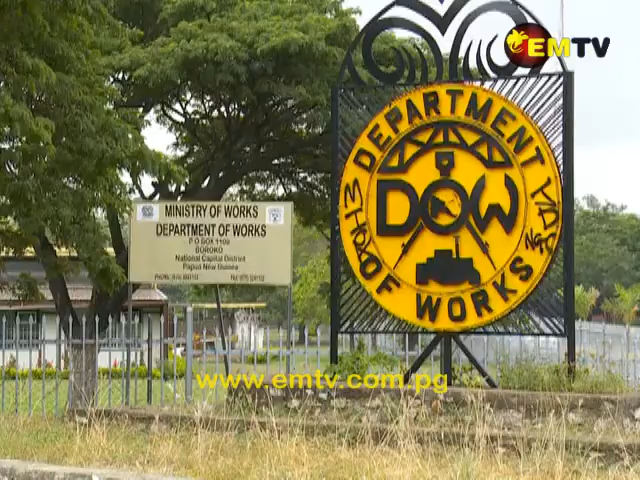 EMTV
MINISTRY OF WORKS
DEPARTMENT OF WORKS
P O BOX 1108
BOROKO
National Capital District
Papua New Guinea
DEPARTMENT
OF WORKS
DOW
www.emtv.com.pg